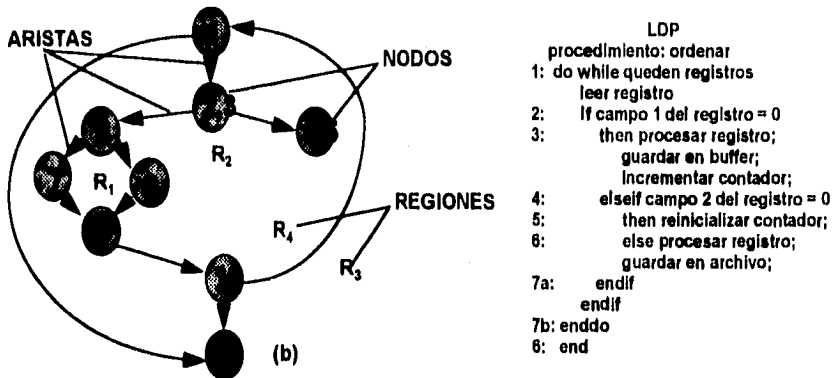 ARISTAS
NODOS
R1
R2
REGIONES
R4
R3
(b)
LDP
procedimiento: ordenar
1: do while queden registros
leer registro
2: If campo 1 del registro = 0
3: then procesar registro;
guardar en buffer;
Incrementar contador;
4: elseif campo 2 del registro = 0
5: then reinicializar contador;
6: else procesar registro;
guardar en archivo;
7a: endif
endif
7b: enddo
6: end